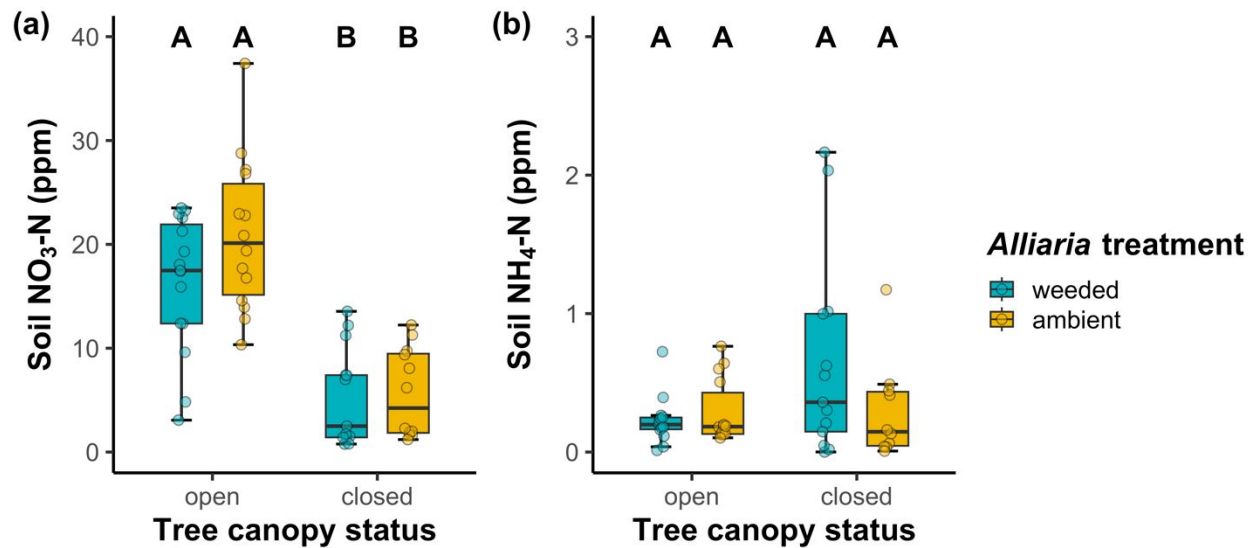 (a)
A A B B
40
30
20
10
0
Soil NO₃-N (ppm)
open closed
Tree canopy status
(b)
A A A A
3
2
1
0
Soil NH₄-N (ppm)
open closed
Tree canopy status
Alliaria treatment
weeded
ambient